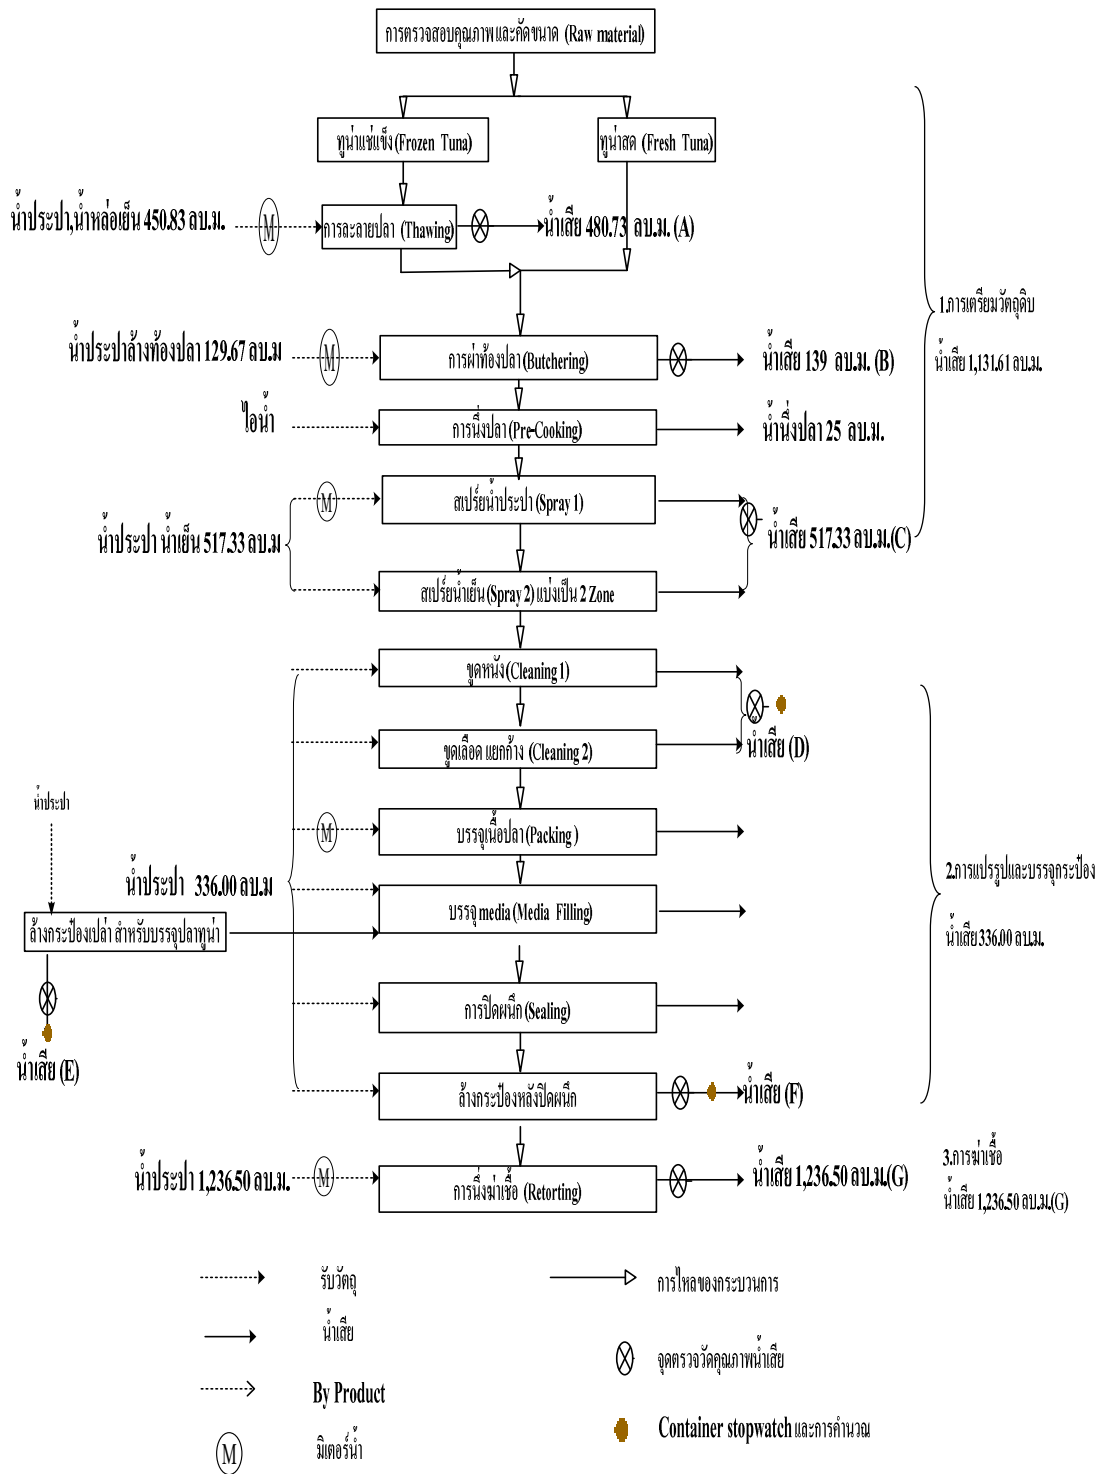 การตรวจสอบคุณภาพและคัดขนาด (Raw material)
ทูน่าแช่แข็ง (Frozen Tuna)
ทูน่าสด (Fresh Tuna)
น้ำประปา,น้ำหล่อเย็น 450.83 ลบ.ม.
M
การละลายปลา (Thawing)
น้ำเสีย 480.73 ลบ.ม. (A)
1.การเตรียมวัตถุดิบ
น้ำเสีย 1,131.61 ลบ.ม.
น้ำประปาล้างท้องปลา 129.67 ลบ.ม
M
การผ่าท้องปลา (Butchering)
น้ำเสีย 139 ลบ.ม. (B)
ไอน้ำ
การนึ่งปลา (Pre-Cooking)
น้ำนึ่งปลา 25 ลบ.ม.
M
สเปร์ยน้ำประปา (Spray 1)
น้ำประปา น้ำเย็น 517.33 ลบ.ม
น้ำเสีย 517.33 ลบ.ม.(C)
สเปร์ยน้ำเย็น (Spray 2) แบ่งเป็น 2 Zone
ขูดหนัง (Cleaning 1)
น้ำเสีย (D)
ขูดเลือด แยกก้าง (Cleaning 2)
น้ำประปา
M
บรรจุเนื้อปลา (Packing )
น้ำประปา 336.00 ลบ.ม
2.การแปรรูปและบรรจุกระป๋อง
น้ำเสีย 336.00 ลบ.ม.
บรรจุ media (Media Filling)
ล้างกระป๋องเปล่า สำหรับบรรจุปลาทูน่า
การปิดผนึก (Sealing)
น้ำเสีย (E)
ล้างกระป๋องหลังปิดผนึก
น้ำเสีย (F)
น้ำประปา 1,236.50 ลบ.ม.
M
การนึ่งฆ่าเชื้อ (Retorting)
น้ำเสีย 1,236.50 ลบ.ม.(G)
3.การฆ่าเชื้อ
น้ำเสีย 1,236.50 ลบ.ม.(G)
รับวัตถุ
การไหลของกระบวนการ
น้ำเสีย
จุดตรวจวัดคุณภาพน้ำเสีย
By Product
Container stopwatch และการคำนวณ
M
มิเตอร์น้ำ